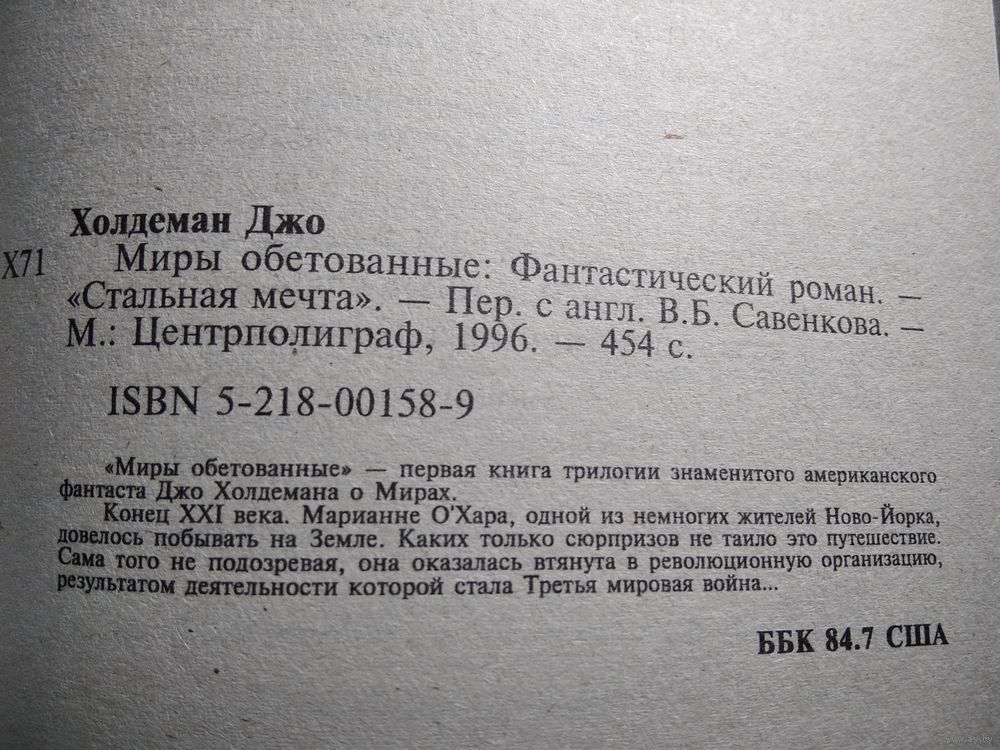 Холдеман Джо
Х71 Миры обетованные: Фантастический роман. —
«Стальная мечта». — Пер. с англ. В.Б. Савенкова. —
М.: Центрполиграф, 1996. — 454 с.
ISBN 5-218-00158-9
«Миры обетованные» — первая книга трилогии знаменитого американского
фантаста Джо Холдемана о Мирах.
Конец XXI века. Марианне О'Хара, одной из немногих жителей Ново-Йорка,
довелось побывать на Земле. Каких только сюрпризов не таило это путешествие.
Сама того не подозревая, она оказалась втянута в революционную организацию,
результатом деятельности которой стала Третья мировая война...
ББК 84.7 США